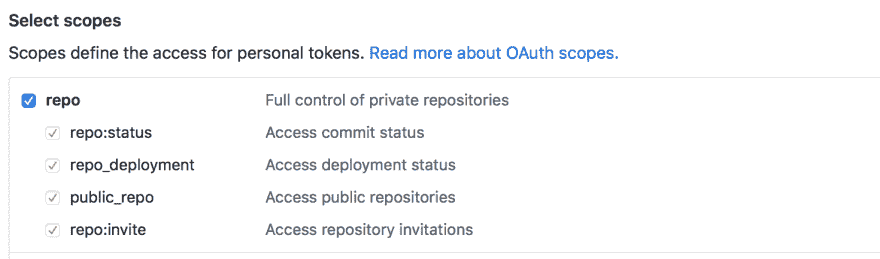 Select scopes
Scopes define the access for personal tokens. Read more about OAuth scopes.
repo Full control of private repositories
repo:status Access commit status
repo_deployment Access deployment status
public_repo Access public repositories
repo:invite Access repository invitations